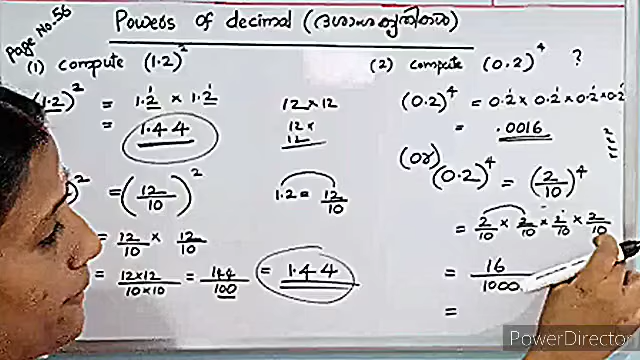 Page No. 56
Powers of decimal (ദശാംശകൃതികൾ)
(1) compute (1.2)²
(1.2)² = 1.2 × 1.2
= 1.44
12 × 12
12 ×
12
)² = (12/10)²
1.2 = 12/10
= 12/10 × 12/10
= 12×12/10×10 = 144/100 = 1.44
(2) compute (0.2)⁴ ?
(0.2)⁴ = 0.2 × 0.2 × 0.2 × 0.2
= .0016
(or)
(0.2)⁴ = (2/10)⁴
= 2/10 × 2/10 × 2/10 × 2/10
= 16/1000
=
PowerDirector